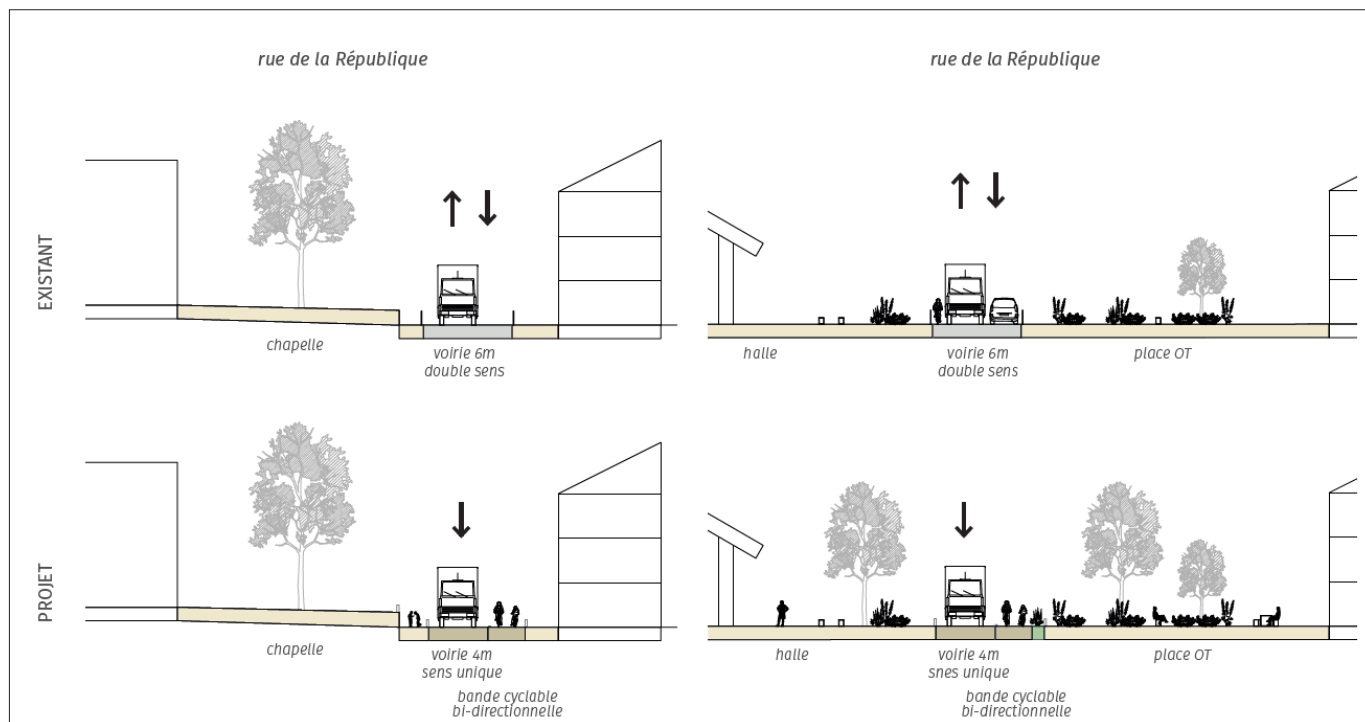 rue de la République
rue de la République
EXISTANT
chapelle
voirie 6m
double sens
halle
voirie 6m
double sens
place OT
PROJET
chapelle
voirie 4m
sens unique
bande cyclable
bi-directionnelle
halle
voirie 4m
snes unique
place OT
bande cyclable
bi-directionnelle